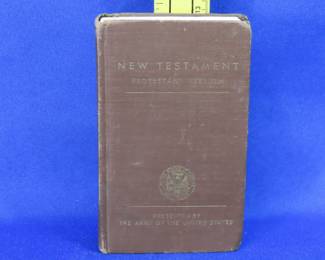 NEW TESTAMENT
PROTESTANT VERSION
PRESENTED BY
THE ARMY OF THE UNITED STATES